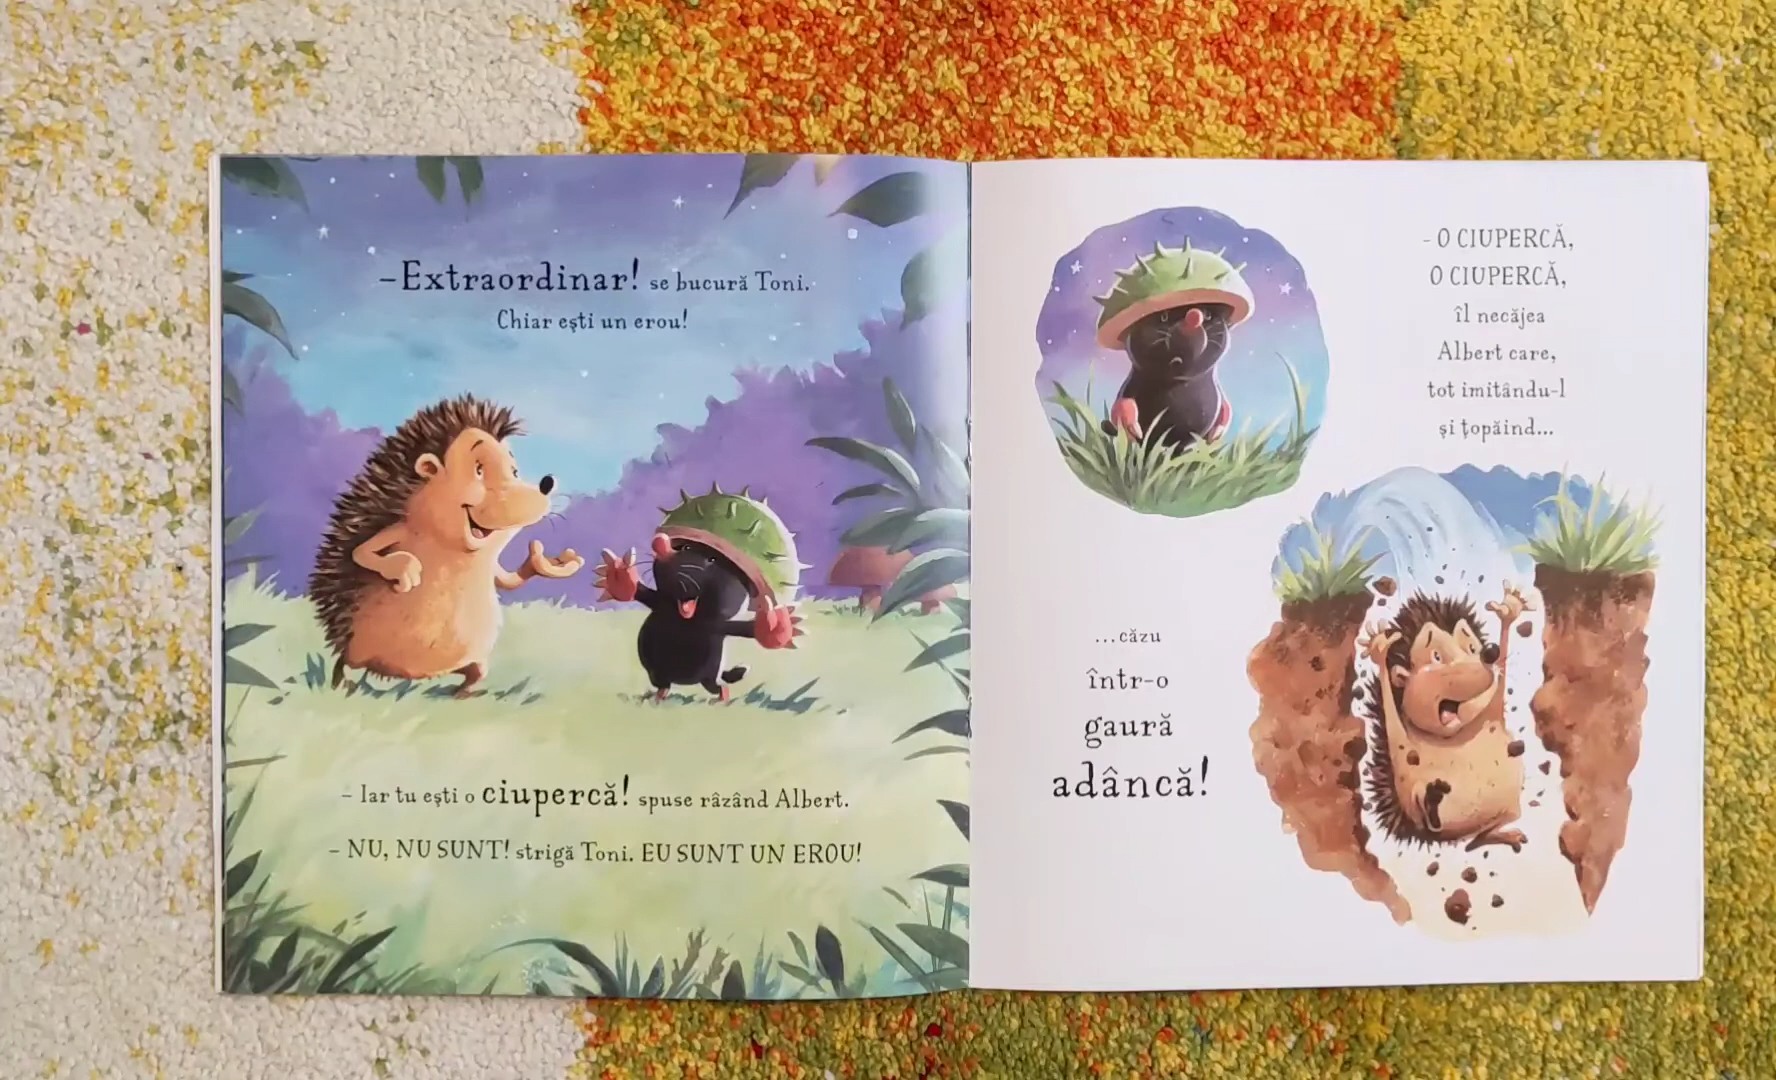 – Extraordinar! se bucură Toni.
Chiar ești un erou!
– Iar tu ești o ciupercă! spuse râzând Albert.
– NU, NU SUNT! strigă Toni. EU SUNT UN EROU!
- O CIUPERCĂ,
O CIUPERCĂ,
îl necăjea
Albert care,
tot imitându-l
și țopăind...
...căzu
într-o
gaură
adâncă!